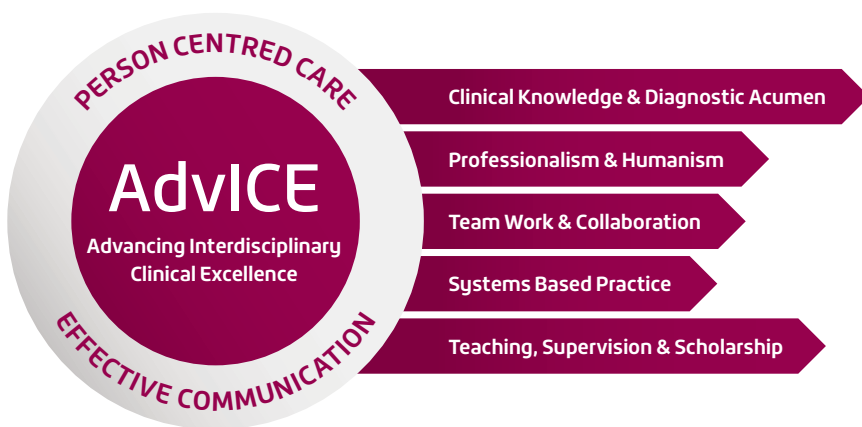 PERSON CENTRED CARE
AdvICE
Advancing Interdisciplinary
Clinical Excellence
EFFECTIVE COMMUNICATION
Clinical Knowledge & Diagnostic Acumen
Professionalism & Humanism
Team Work & Collaboration
Systems Based Practice
Teaching, Supervision & Scholarship